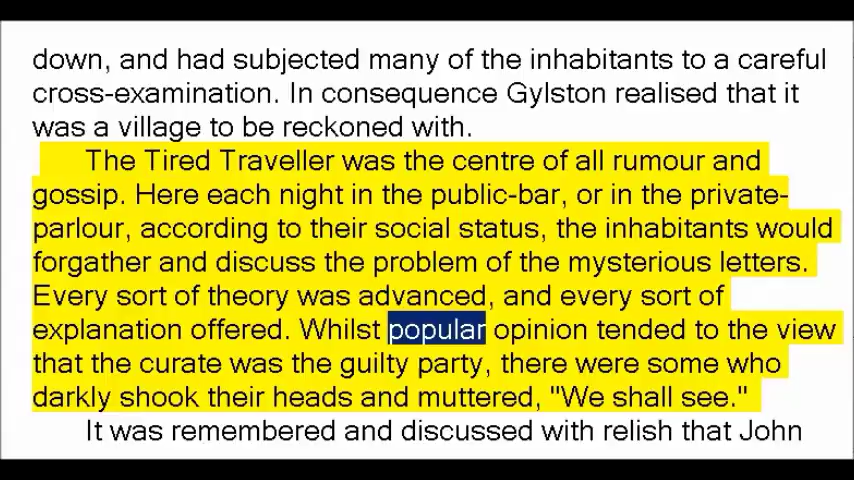 down, and had subjected many of the inhabitants to a careful
cross-examination. In consequence Gylston realised that it
was a village to be reckoned with.
The Tired Traveller was the centre of all rumour and
gossip. Here each night in the public-bar, or in the private-
parlour, according to their social status, the inhabitants would
forgather and discuss the problem of the mysterious letters.
Every sort of theory was advanced, and every sort of
explanation offered. Whilst popular opinion tended to the view
that the curate was the guilty party, there were some who
darkly shook their heads and muttered, "We shall see."
It was remembered and discussed with relish that John